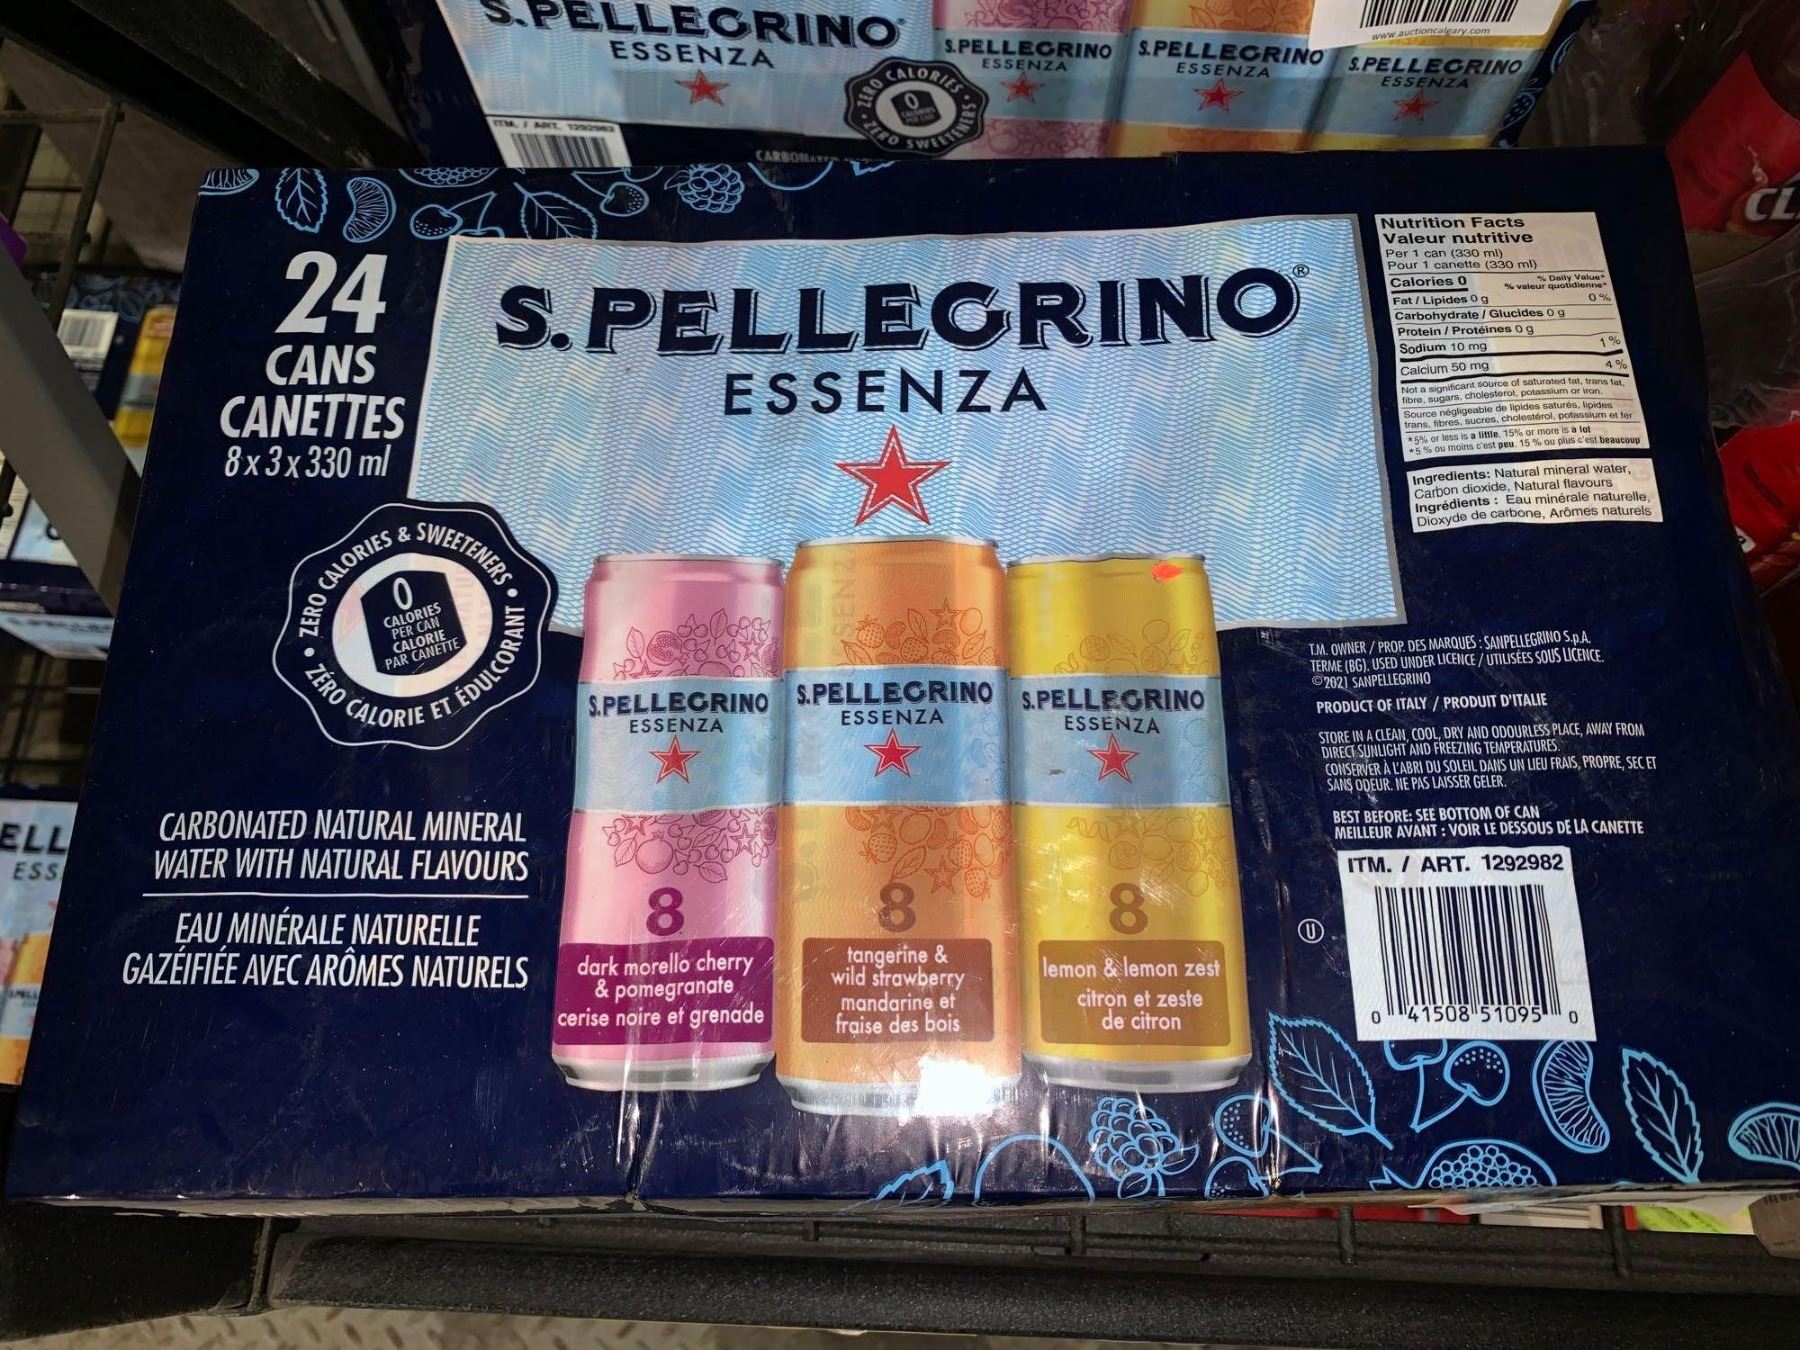 S.PELLEGRINO
ESSENZA
ITM. / ART. 1292982
ZERO CALORIES
ZERO SWEETENERS
0
S.PELLEGRINO
ESSENZA
S.PELLEGRINO
ESSENZA
S.PELLEGRINO
ESSENZA
www.auctioncalgary.com
24
CANS
CANETTES
8 x 3 x 330 ml
S.PELLEGRINO®
ESSENZA
ZERO CALORIES & SWEETENERS
ZÉRO CALORIE ET ÉDULCORANT
0
CALORIES
PER CAN
CALORIE
PAR CANETTE
CARBONATED NATURAL MINERAL
WATER WITH NATURAL FLAVOURS
EAU MINÉRALE NATURELLE
GAZÉIFIÉE AVEC ARÔMES NATURELS
S.PELLEGRINO
ESSENZA
8
dark morello cherry
& pomegranate
cerise noire et grenade
S.PELLEGRINO
ESSENZA
8
tangerine &
wild strawberry
mandarine et
fraise des bois
S.PELLEGRINO
ESSENZA
8
lemon & lemon zest
citron et zeste
de citron
Nutrition Facts
Valeur nutritive
Per 1 can (330 ml)
Pour 1 canette (330 ml)
Calories 0
% Daily Value*
% valeur quotidienne*
Fat / Lipides 0 g 0 %
Carbohydrate / Glucides 0 g
Protein / Protéines 0 g
Sodium 10 mg 1 %
Calcium 50 mg 4 %
Not a significant source of saturated fat, trans fat,
fibre, sugars, cholesterol, potassium or iron.
Source négligeable de lipides saturés, lipides
trans, fibres, sucres, cholestérol, potassium et fer
*5% or less is a little, 15% or more is a lot
*5 % ou moins c'est peu, 15 % ou plus c'est beaucoup
Ingredients: Natural mineral water,
Carbon dioxide, Natural flavours
Ingrédients : Eau minérale naturelle,
Dioxyde de carbone, Arômes naturels
T.M. OWNER / PROP. DES MARQUES : SANPELLEGRINO S.p.A.
TERME (BG). USED UNDER LICENCE / UTILISÉES SOUS LICENCE.
©2021 SANPELLEGRINO
PRODUCT OF ITALY / PRODUIT D'ITALIE
STORE IN A CLEAN, COOL, DRY AND ODOURLESS PLACE, AWAY FROM
DIRECT SUNLIGHT AND FREEZING TEMPERATURES.
CONSERVER À L'ABRI DU SOLEIL DANS UN LIEU FRAIS, PROPRE, SEC ET
SANS ODEUR. NE PAS LAISSER GELER.
BEST BEFORE: SEE BOTTOM OF CAN
MEILLEUR AVANT : VOIR LE DESSOUS DE LA CANETTE
ITM. / ART. 1292982
U
0 41508 51095 0
ELL
ESS
CL